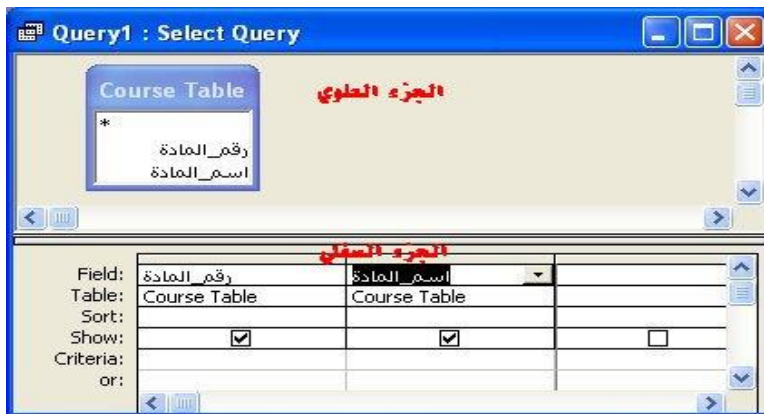 Query1 : Select Query
Course Table
الجزء العلوي
*
رقم_المادة
اسم_المادة
الجزء السفلي
Field: رقم_المادة اسم_المادة
Table: Course Table Course Table
Sort:
Show:
Criteria:
or: